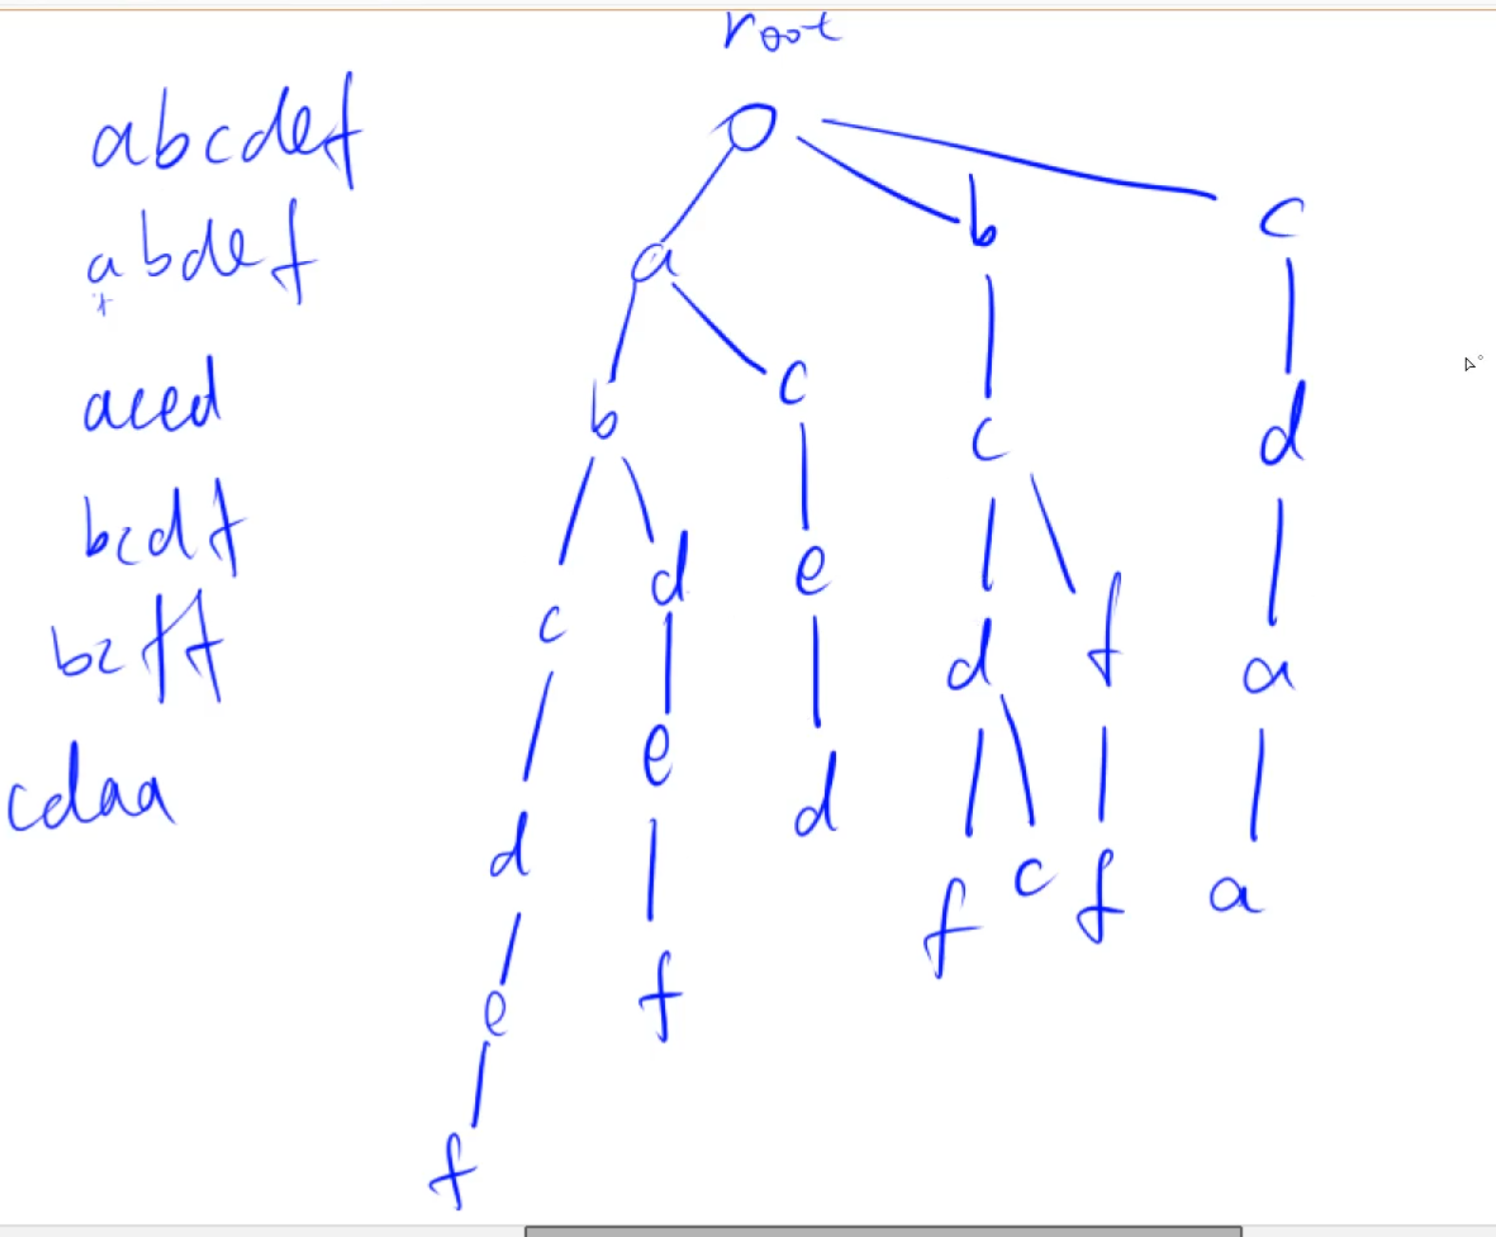 root
abcdef
abdef
aced
bcdf
bcff
cdaa
a b c
b c c d
c d e d f a
d e d f c f a
e f
f